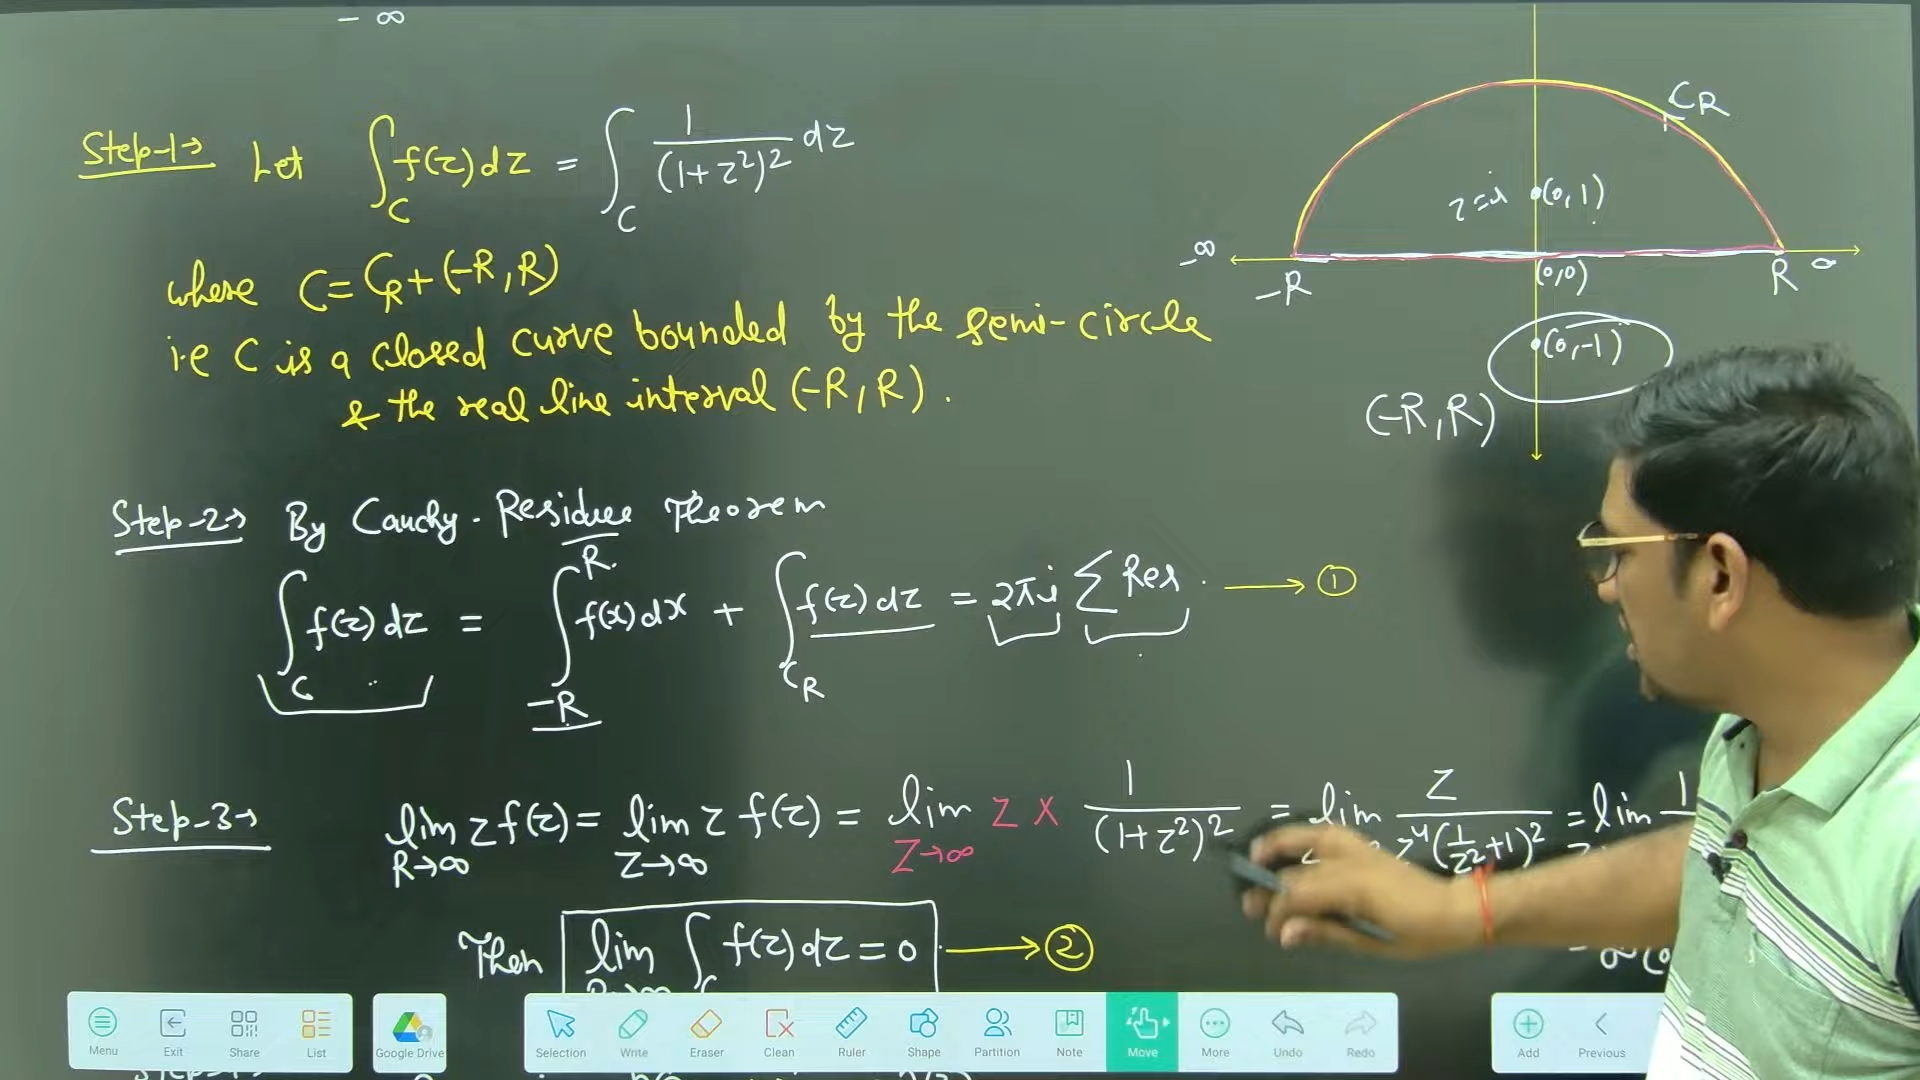 - ∞
Step-1→ Let ∫_C f(z) dz = ∫_C 1/(1+z²)² dz
where C = C_R + (-R, R)
i.e C is a closed curve bounded by the semi-circle
& the real line interval (-R, R).
C_R
z=i (0,1)
-∞ -R (0,0) R ∞
(0,-1)
(-R, R)
Step-2→ By Cauchy-Residue Theorem
∫_C f(z) dz = ∫_{-R}^{R} f(x) dx + ∫_{C_R} f(z) dz = 2πi ∑ Res. → ①
Step-3→ lim_{R→∞} z f(z) = lim_{z→∞} z f(z) = lim_{z→∞} z × 1/(1+z²)² = lim z/z⁴(1/z²+1)² = lim 1
Then lim ∫ f(z) dz = 0 → ②
Menu Exit Share List Google Drive Selection Write Eraser Clean Ruler Shape Partition Note Move More Undo Redo Add Previous